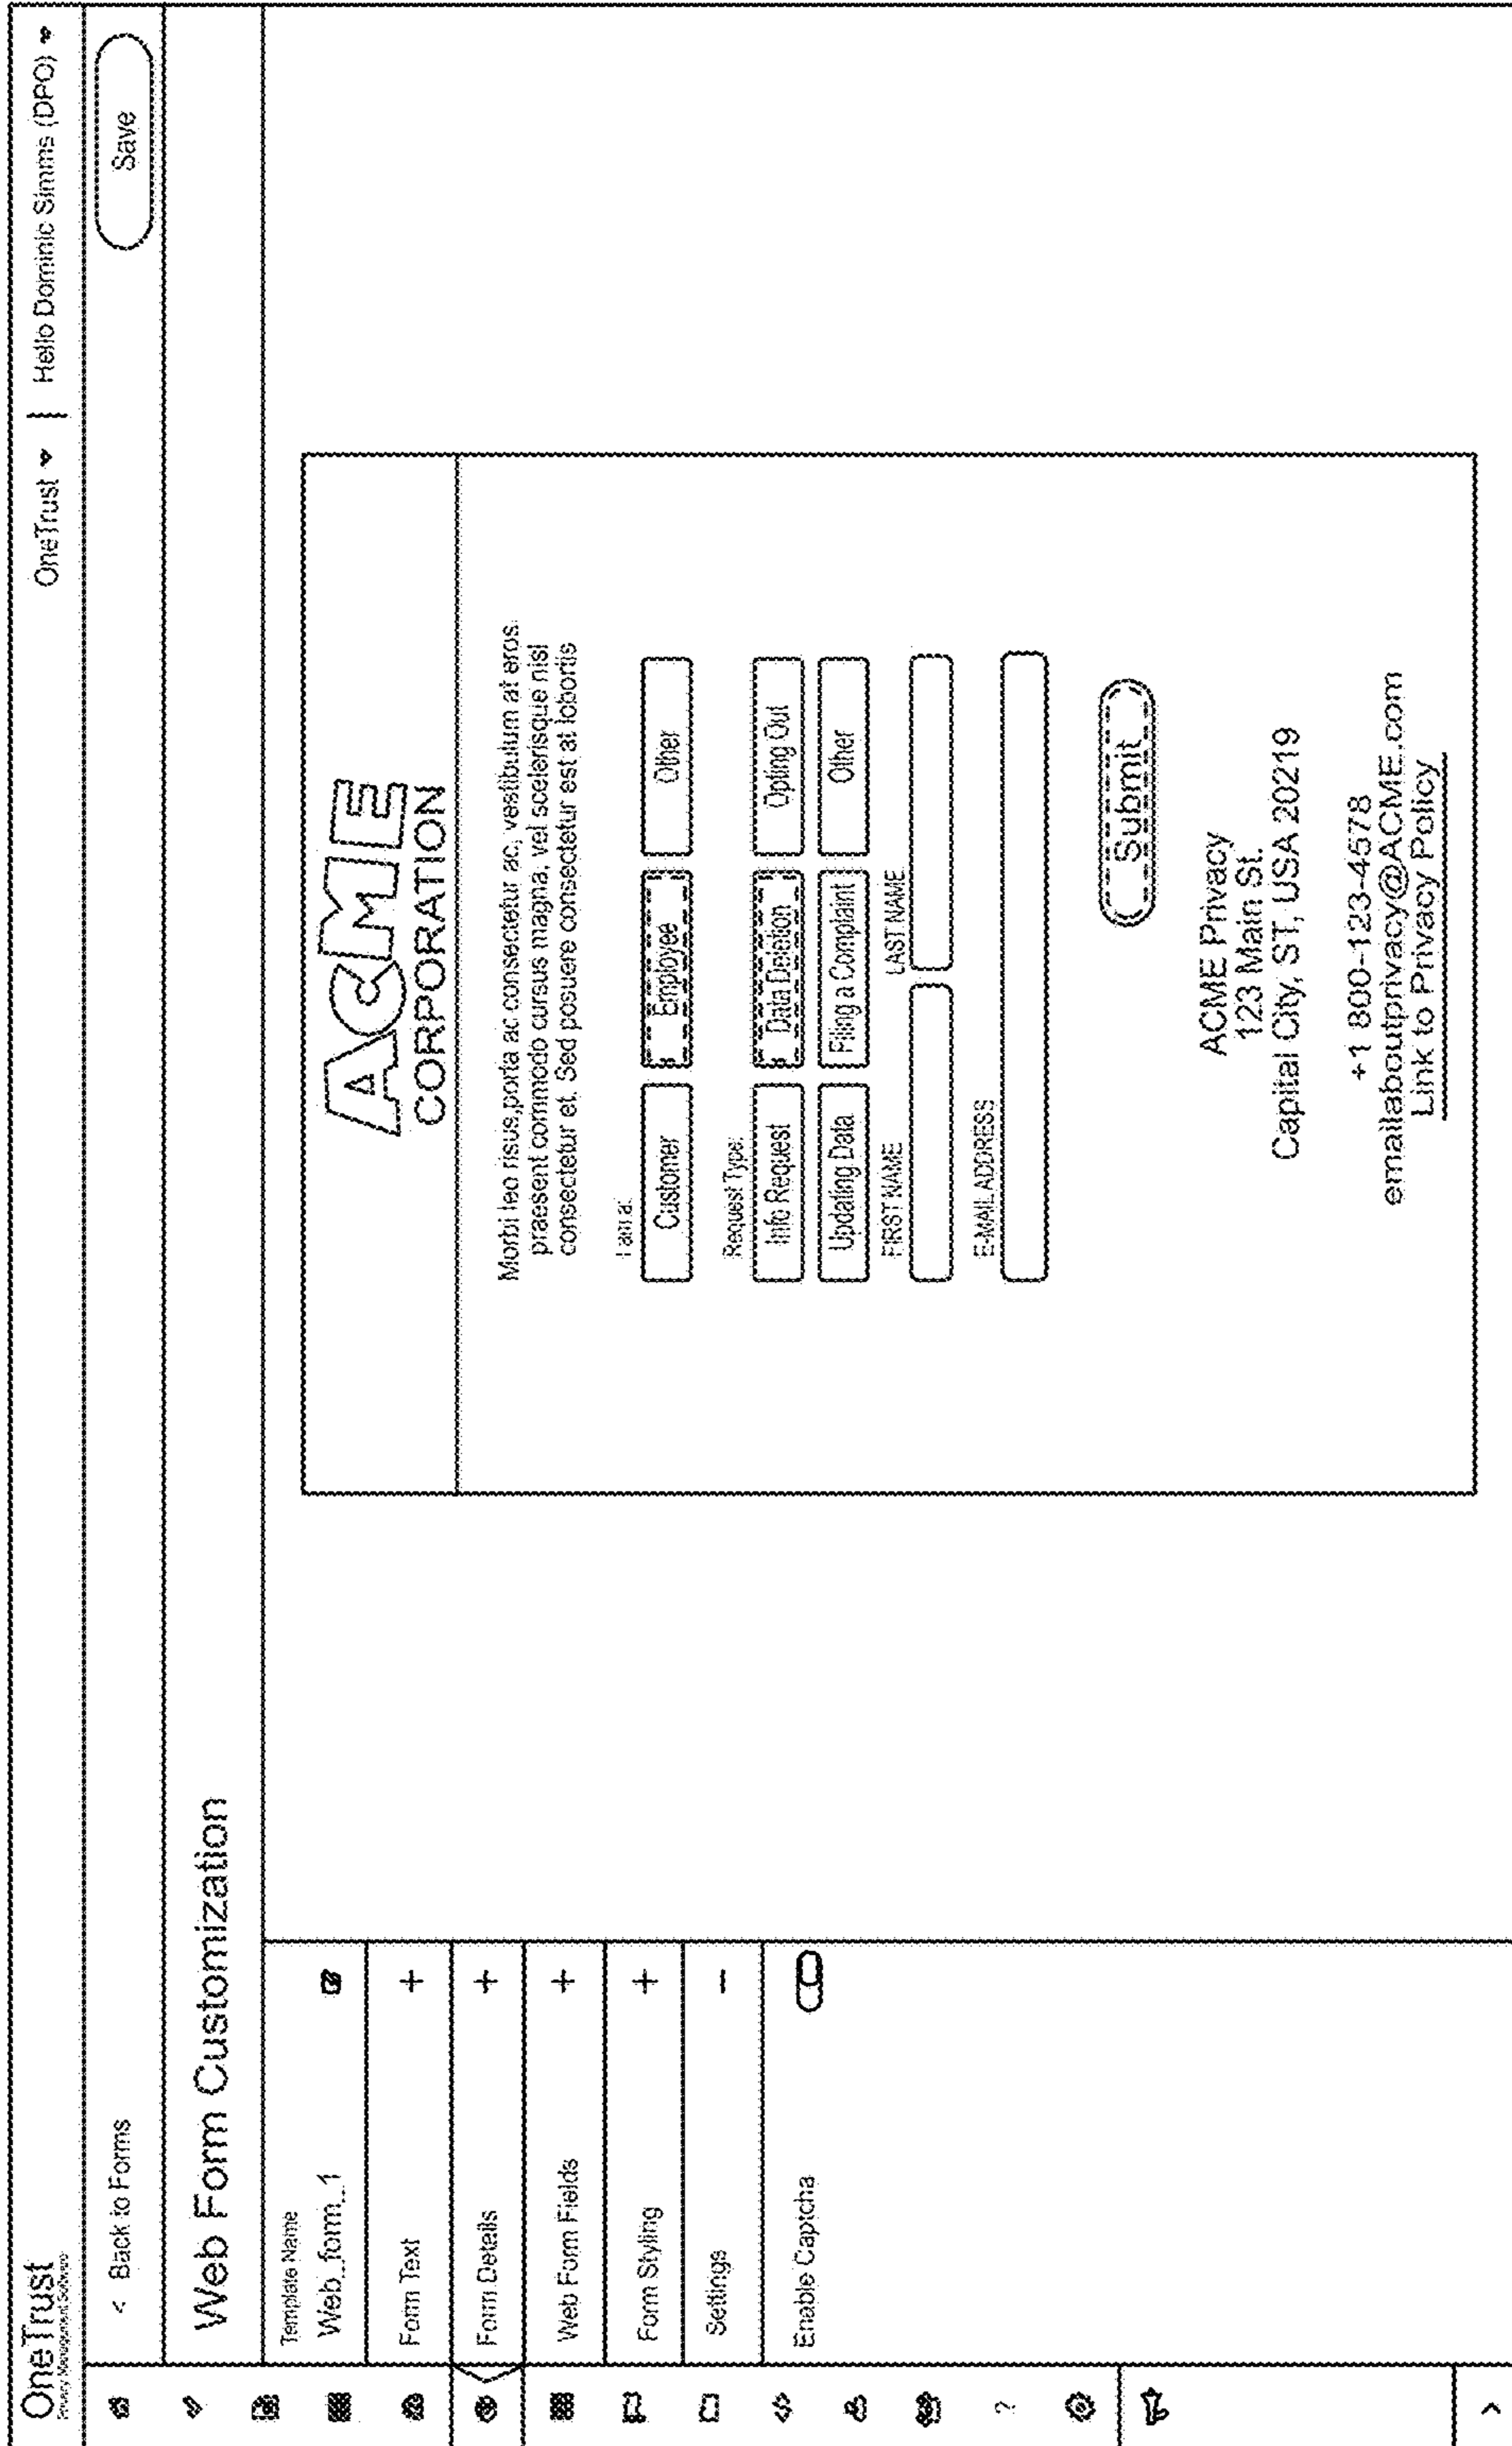 OneTrust
Privacy Management Software
OneTrust
Hello Dominic Simms (DPO)
< Back to Forms
Save
Web Form Customization
Template Name
Web_form_1
Form Text +
Form Details +
Web Form Fields +
Form Styling +
Settings −
Enable Captcha
?
>
ACME
CORPORATION
Morbi leo risus, porta ac consectetur ac, vestibulum at eros.
praesent commodo cursus magna, vel scelerisque nisl
consectetur et. Sed posuere consectetur est at lobortis
I am a:
Customer Employee Other
Request Type:
Info Request Data Deletion Opting Out
Updating Data Filing a Complaint Other
FIRST NAME LAST NAME
E-MAIL ADDRESS
Submit
ACME Privacy
123 Main St.
Capital City, ST, USA 20219
+1 800-123-4578
emailaboutprivacy@ACME.com
Link to Privacy Policy